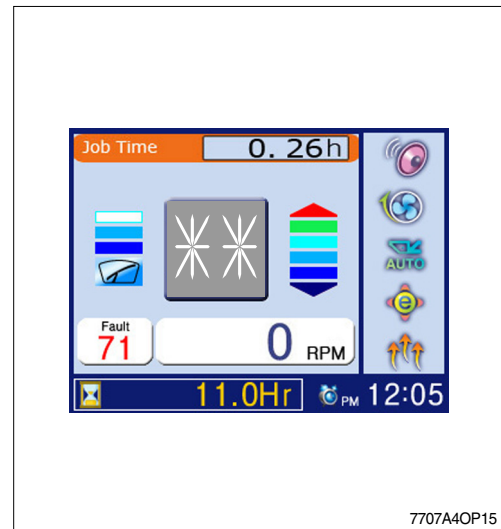 Job Time 0.26h
AUTO
e
Fault
71
0 RPM
11.0Hr PM 12:05
7707A4OP15